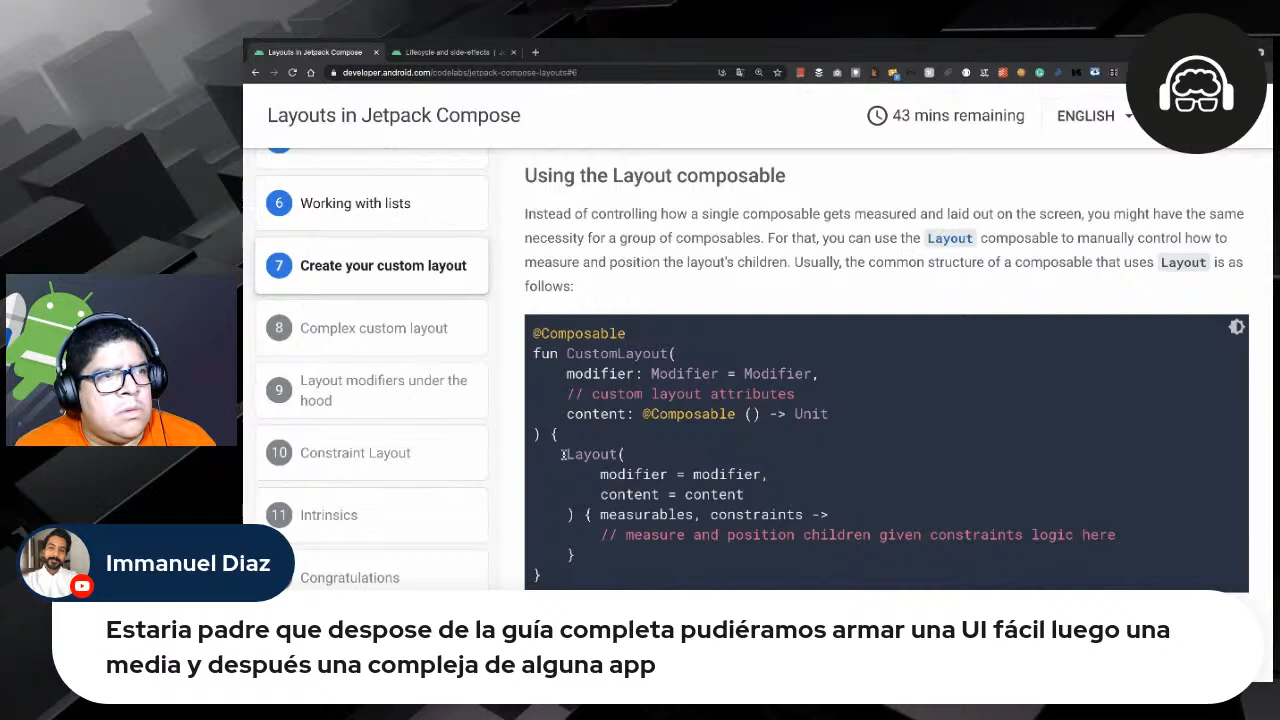 Layouts in Jetpack Compose
Lifecycle and side-effects
developer.android.com/codelabs/jetpack-compose-layouts#6
Layouts in Jetpack Compose
43 mins remaining
ENGLISH
6 Working with lists
7 Create your custom layout
8 Complex custom layout
9 Layout modifiers under the
hood
10 Constraint Layout
11 Intrinsics
Congratulations
Using the Layout composable
Instead of controlling how a single composable gets measured and laid out on the screen, you might have the same
necessity for a group of composables. For that, you can use the Layout composable to manually control how to
measure and position the layout's children. Usually, the common structure of a composable that uses Layout is as
follows:
@Composable
fun CustomLayout(
modifier: Modifier = Modifier,
// custom layout attributes
content: @Composable () -> Unit
) {
Layout(
modifier = modifier,
content = content
) { measurables, constraints ->
// measure and position children given constraints logic here
}
}
Immanuel Diaz
Estaria padre que despose de la guía completa pudiéramos armar una UI fácil luego una
media y después una compleja de alguna app